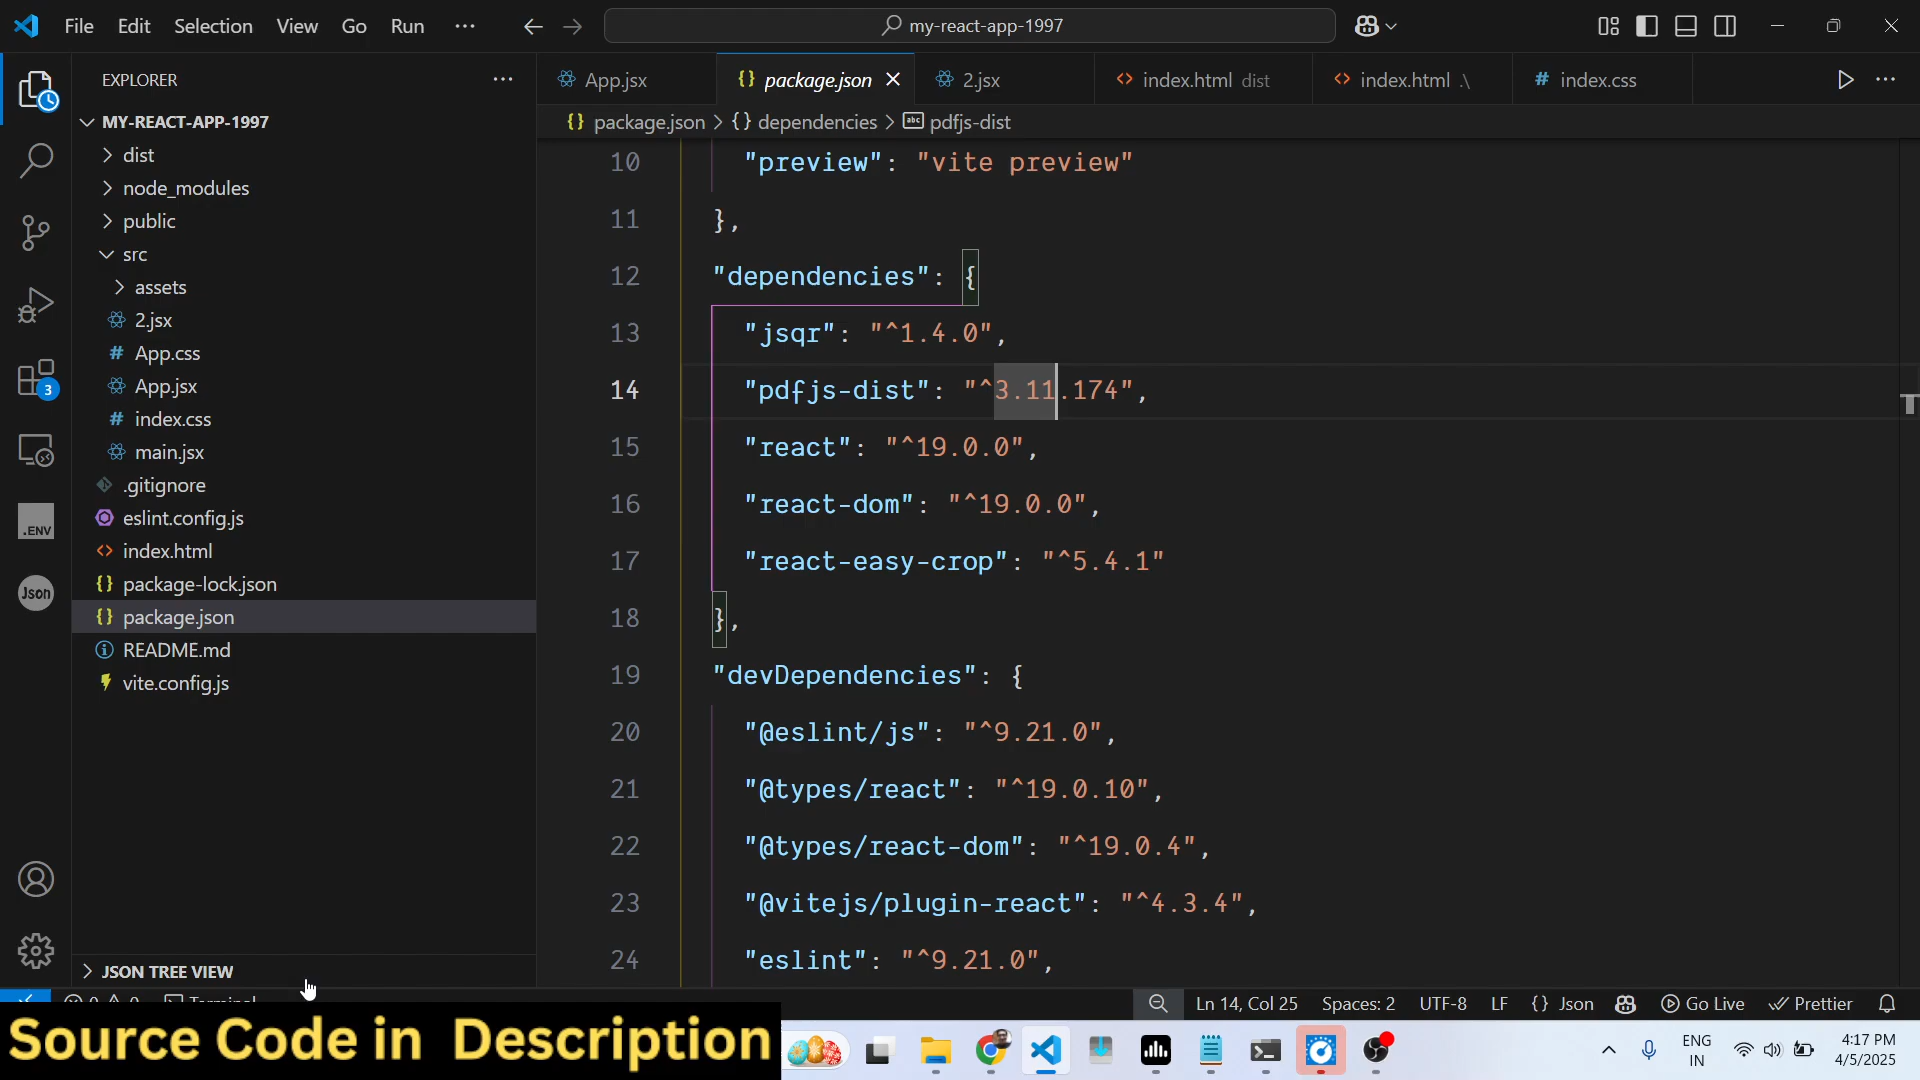 File Edit Selection View Go Run ··· my-react-app-1997
EXPLORER ···
App.jsx {} package.json 2.jsx <> index.html dist <> index.html .\ # index.css
{} package.json > {} dependencies > abc pdfjs-dist
MY-REACT-APP-1997
dist
node_modules
public
src
assets
2.jsx
# App.css
App.jsx
# index.css
main.jsx
.gitignore
eslint.config.js
<> index.html
{} package-lock.json
{} package.json
README.md
vite.config.js
3
.ENV
Json
JSON TREE VIEW
10 "preview": "vite preview"
11 },
12 "dependencies": {
13 "jsqr": "^1.4.0",
14 "pdfjs-dist": "^3.11.174",
15 "react": "^19.0.0",
16 "react-dom": "^19.0.0",
17 "react-easy-crop": "^5.4.1"
18 },
19 "devDependencies": {
20 "@eslint/js": "^9.21.0",
21 "@types/react": "^19.0.10",
22 "@types/react-dom": "^19.0.4",
23 "@vitejs/plugin-react": "^4.3.4",
24 "eslint": "^9.21.0",
0 0 Terminal
Ln 14, Col 25 Spaces: 2 UTF-8 LF {} Json Go Live Prettier
Source Code in Description
ENG
IN
4:17 PM
4/5/2025